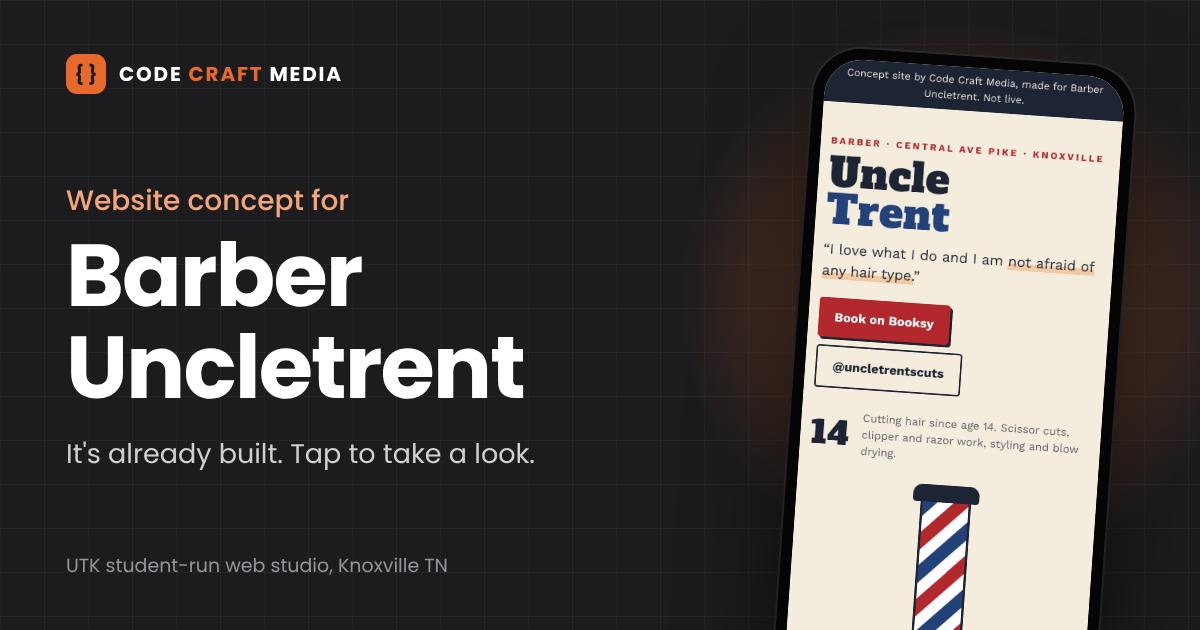 { } CODE CRAFT MEDIA
Website concept for
Barber
Uncletrent
It's already built. Tap to take a look.
UTK student-run web studio, Knoxville TN
Concept site by Code Craft Media, made for Barber
Uncletrent. Not live.
BARBER · CENTRAL AVE PIKE · KNOXVILLE
Uncle
Trent
“I love what I do and I am not afraid of
any hair type.”
Book on Booksy
@uncletrentscuts
14
Cutting hair since age 14. Scissor cuts,
clipper and razor work, styling and blow
drying.